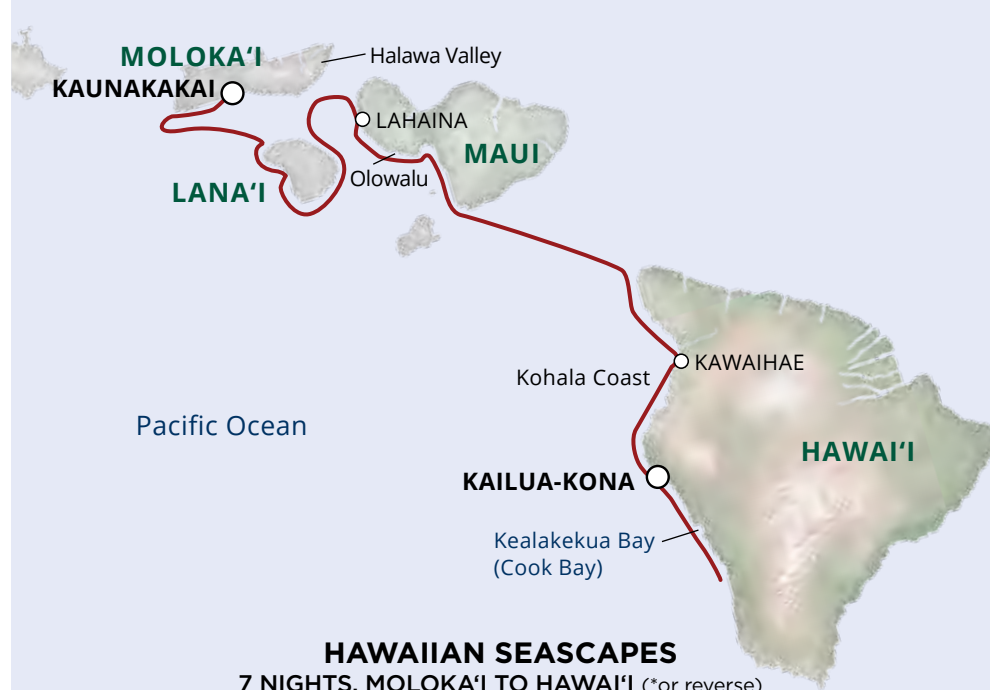 MOLOKA‘I
Halawa Valley
KAUNAKAKAI
LAHAINA
MAUI
Olowalu
LANA‘I
KAWAIHAE
Kohala Coast
Pacific Ocean
HAWAI‘I
KAILUA-KONA
Kealakekua Bay
(Cook Bay)
HAWAIIAN SEASCAPES
7 NIGHTS, MOLOKA‘I TO HAWAI‘I (*or reverse)